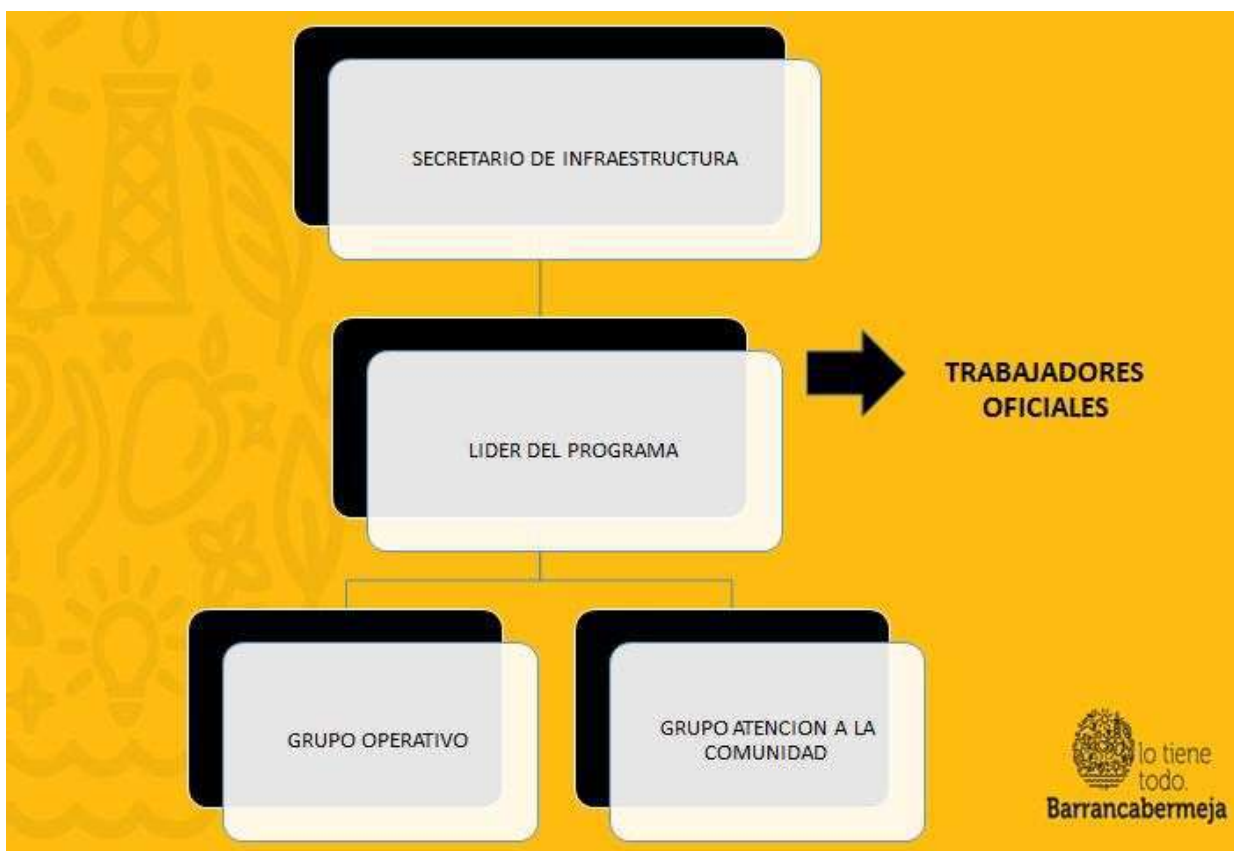 SECRETARIO DE INFRAESTRUCTURA
LIDER DEL PROGRAMA
TRABAJADORES
OFICIALES
GRUPO OPERATIVO
GRUPO ATENCION A LA
COMUNIDAD
lo tiene
todo.
Barrancabermeja